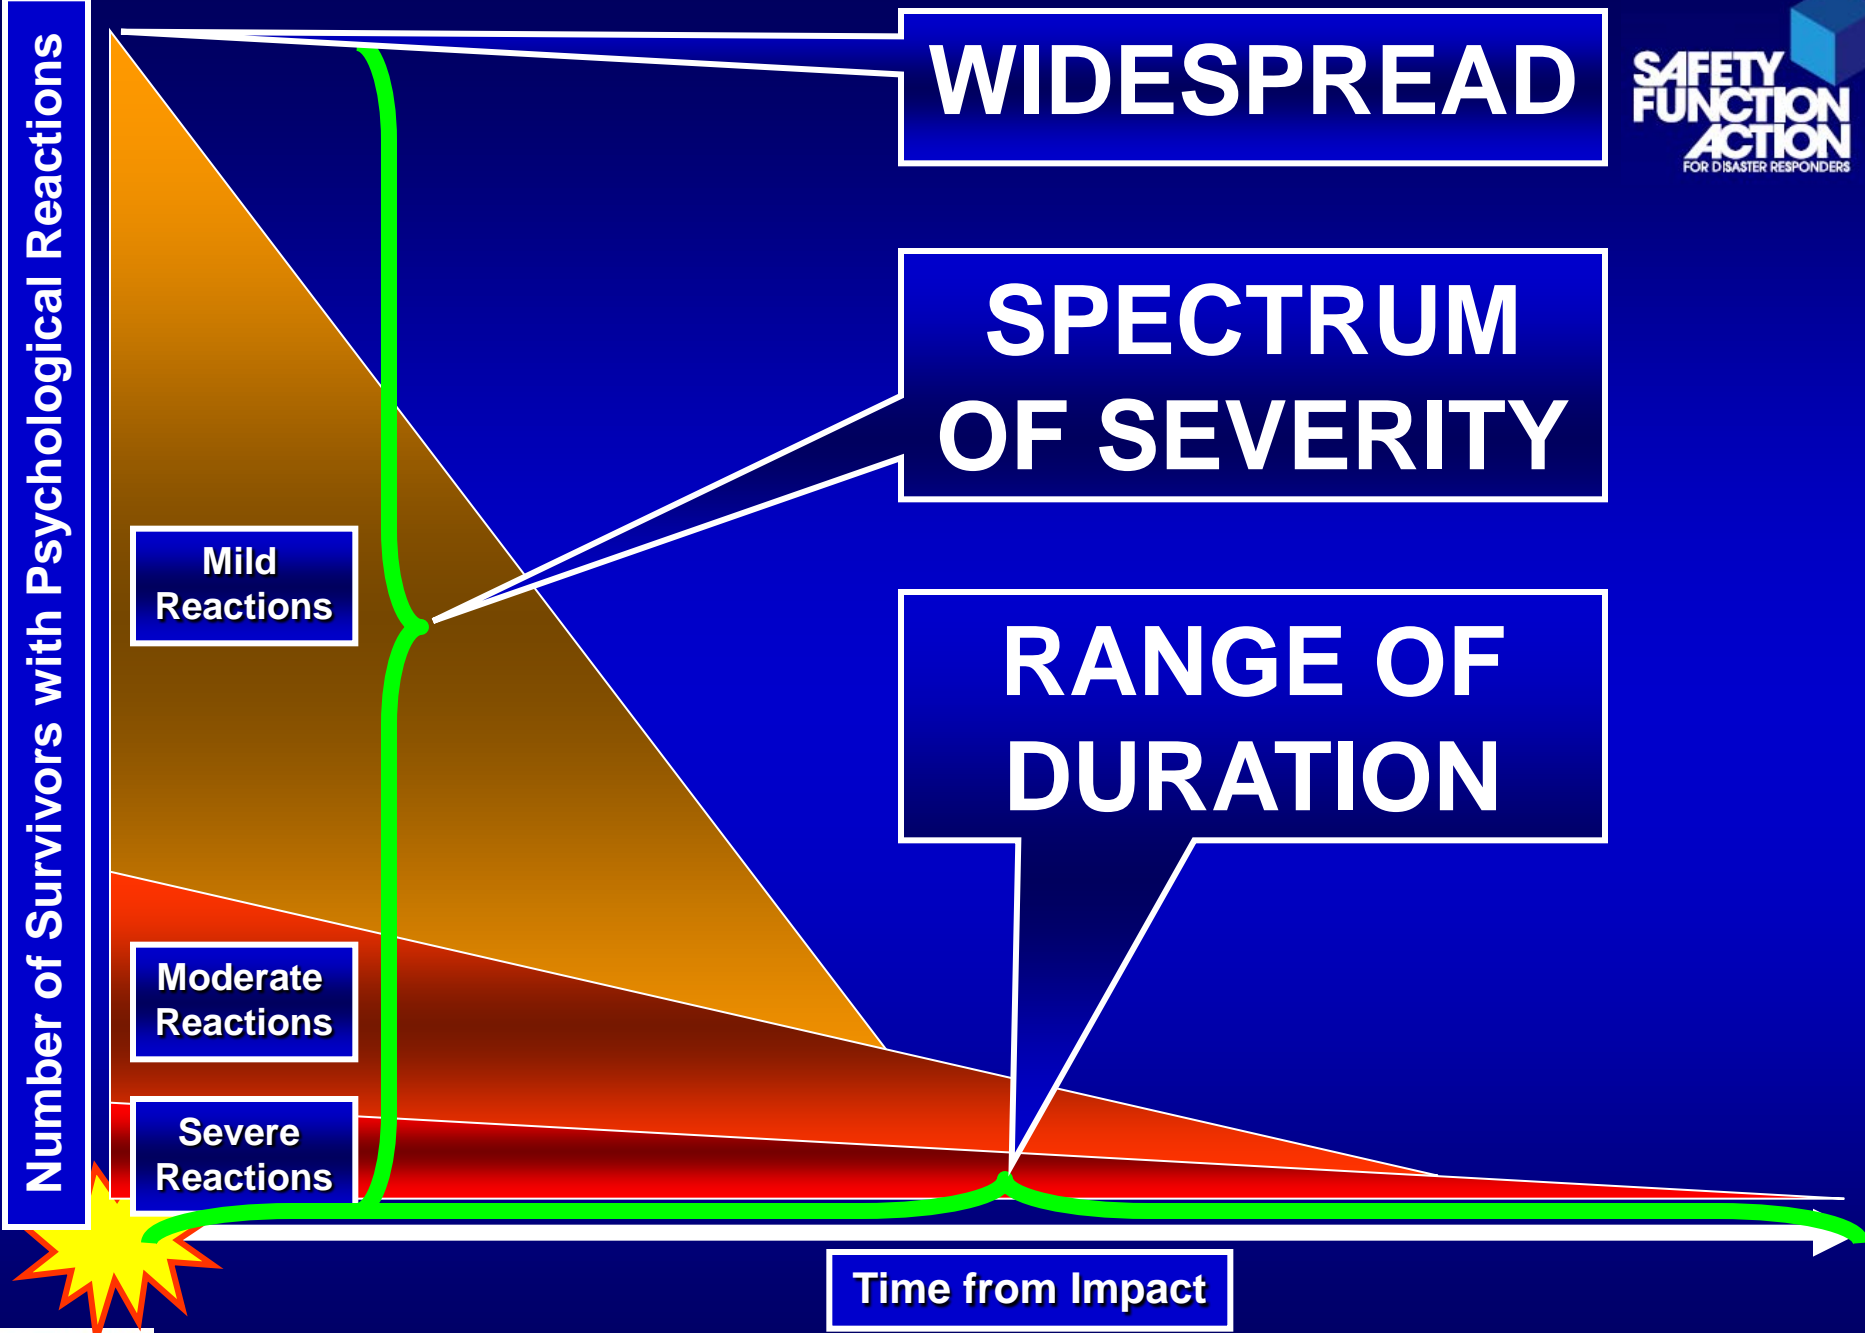 Number of Survivors with Psychological Reactions
WIDESPREAD
SAFETY
FUNCTION
ACTION
FOR DISASTER RESPONDERS
SPECTRUM
OF SEVERITY
Mild
Reactions
RANGE OF
DURATION
Moderate
Reactions
Severe
Reactions
Time from Impact